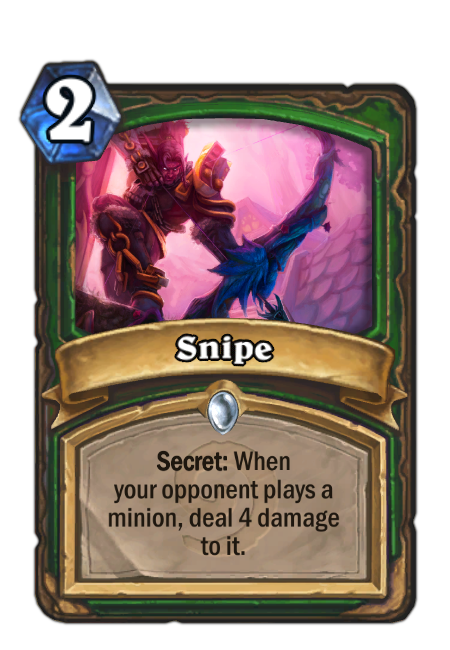 2
Snipe
Secret: When
your opponent plays a
minion, deal 4 damage
to it.